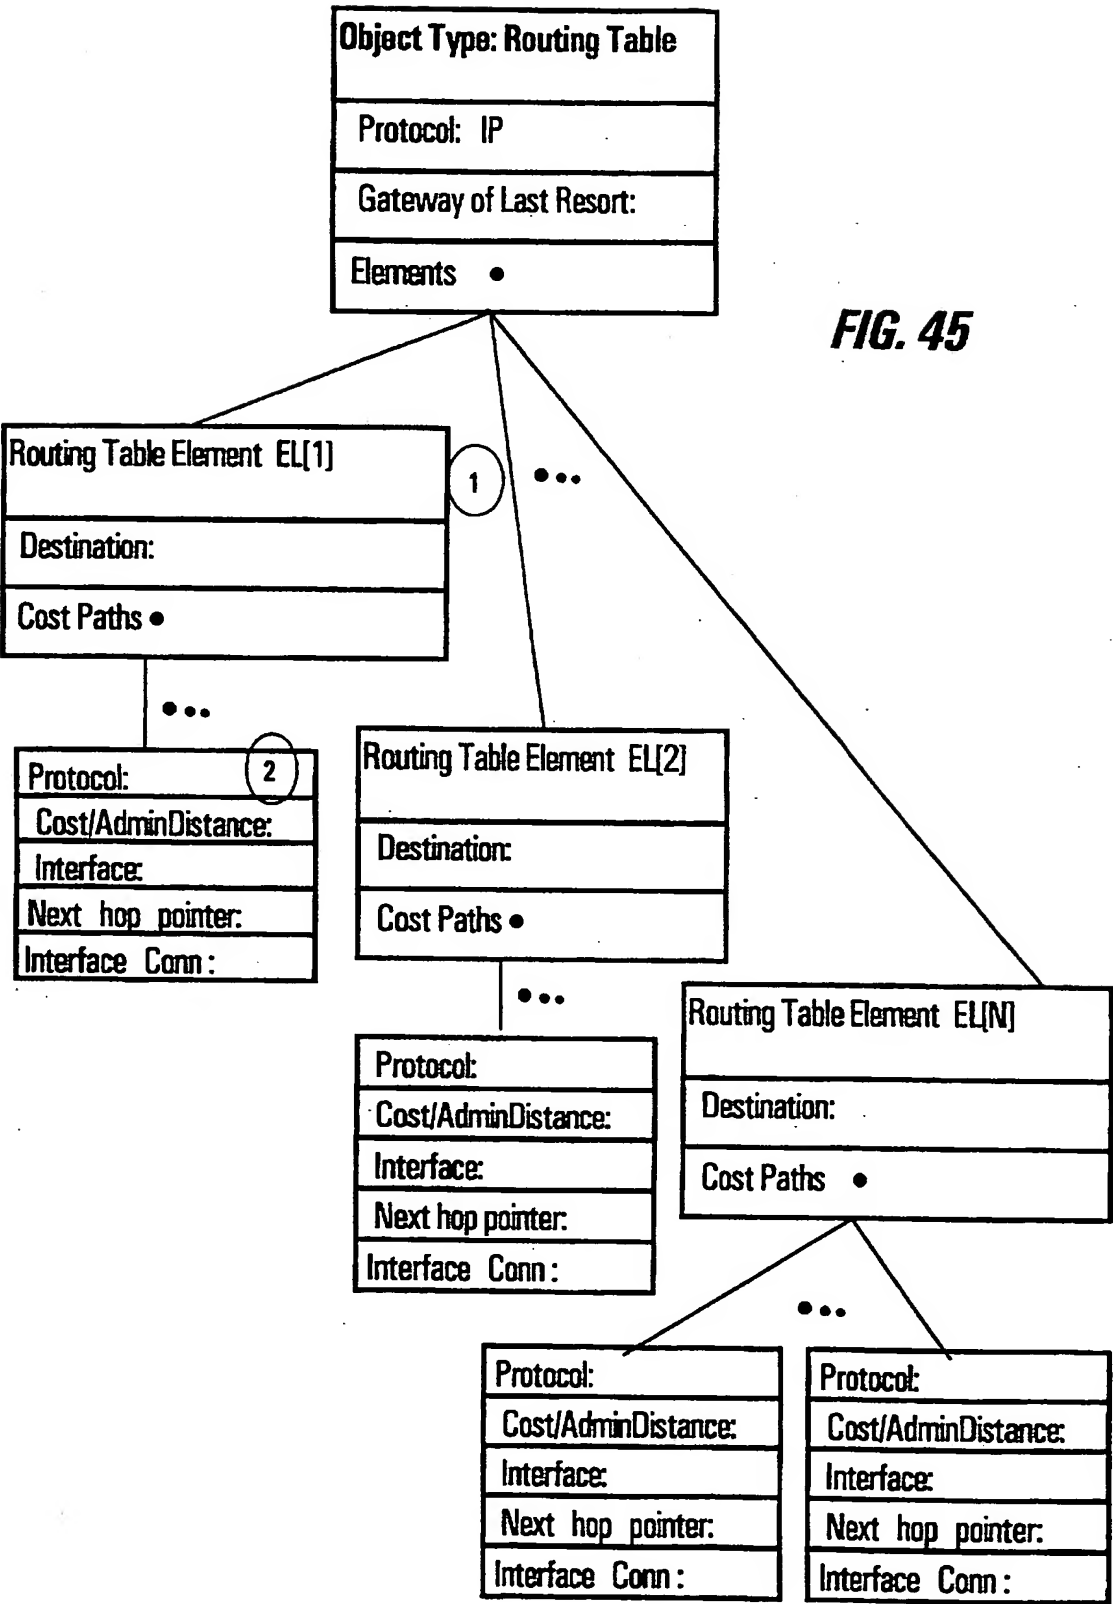 Object Type: Routing Table
Protocol: IP
Gateway of Last Resort:
Elements •
FIG. 45
Routing Table Element EL[1]
Destination:
Cost Paths •
1
•••
•••
2
Protocol:
Cost/AdminDistance:
Interface:
Next hop pointer:
Interface Conn :
Routing Table Element EL[2]
Destination:
Cost Paths •
•••
Protocol:
Cost/AdminDistance:
Interface:
Next hop pointer:
Interface Conn :
Routing Table Element EL[N]
Destination:
Cost Paths •
•••
Protocol:
Cost/AdminDistance:
Interface:
Next hop pointer:
Interface Conn :
Protocol:
Cost/AdminDistance:
Interface:
Next hop pointer:
Interface Conn :